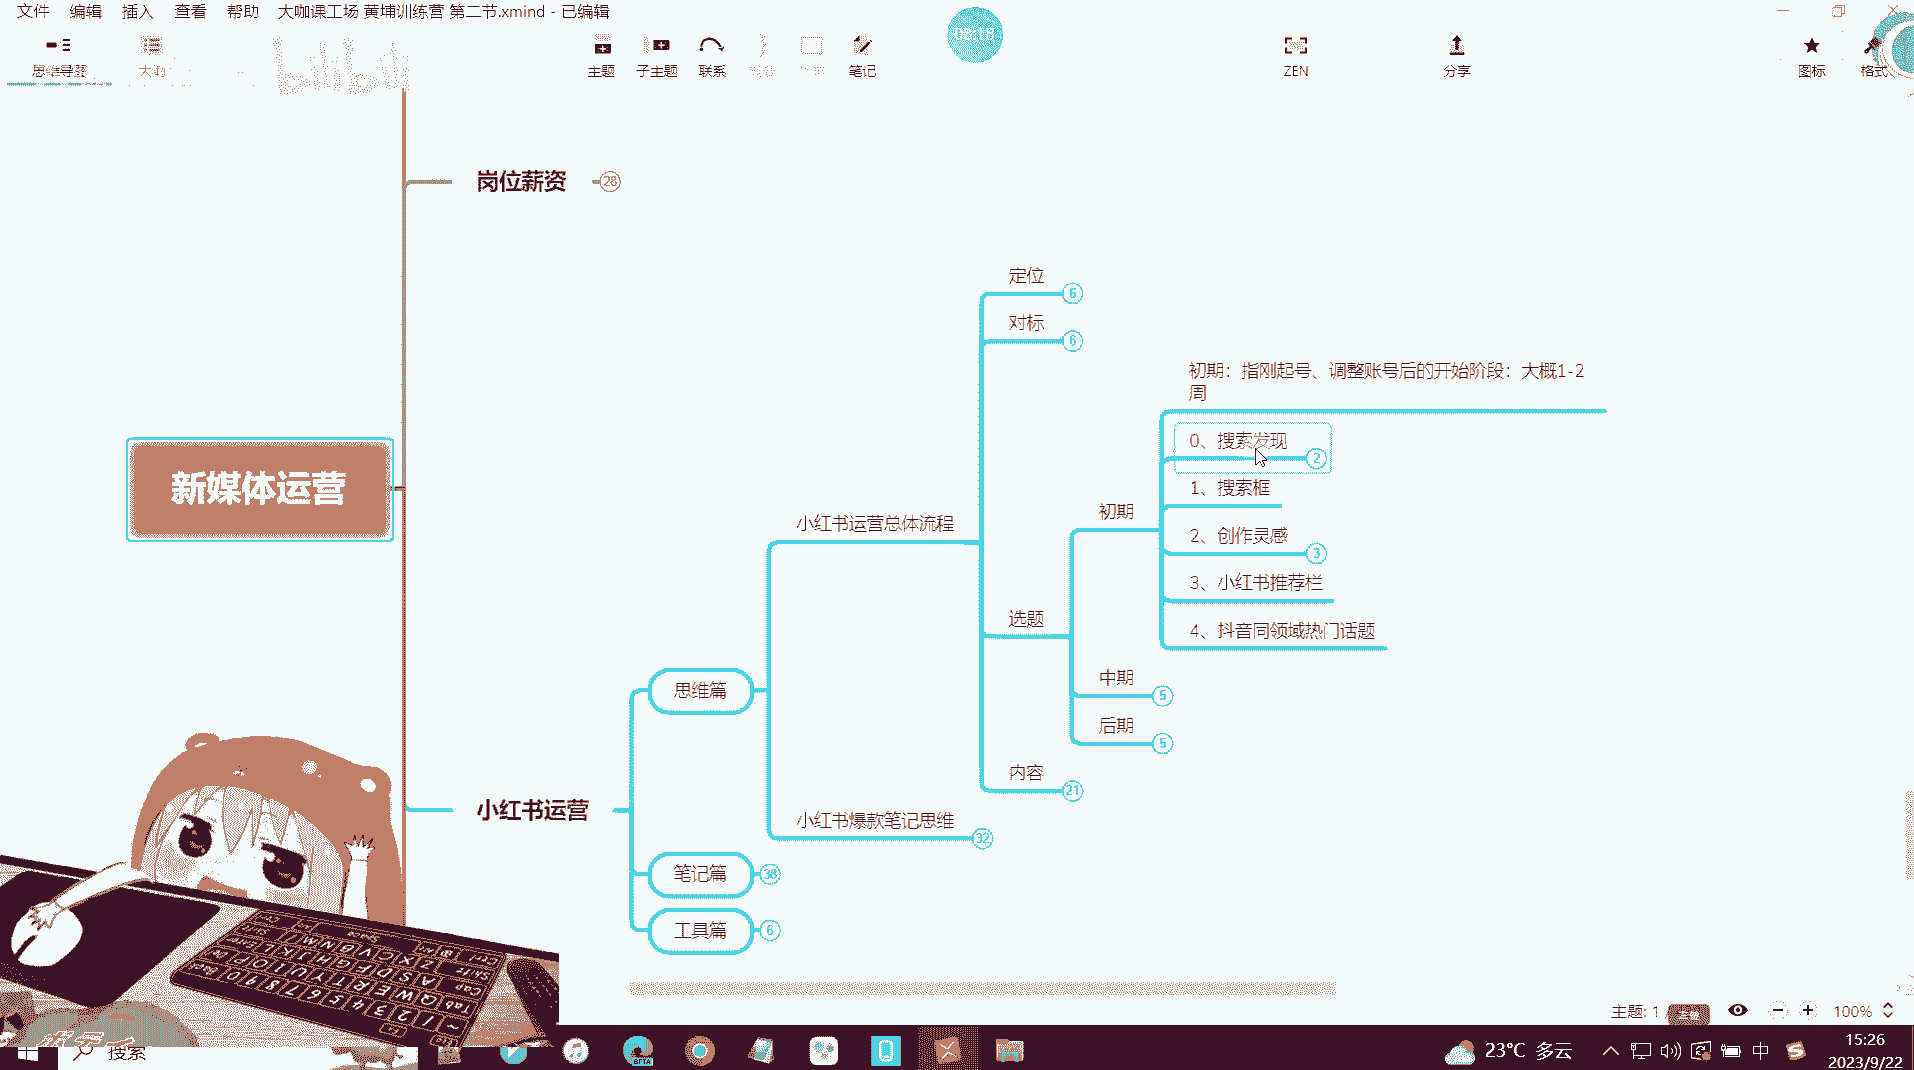 文件 编辑 插入 查看 帮助 大咖课工场 黄埔训练营 第二节.xmind - 已编辑
08:18
思维导图
主题
子主题
联系
笔记
ZEN
分享
图标
格式
bilibili
岗位薪资
28
定位
6
对标
6
初期：指刚起号、调整账号后的开始阶段：大概1-2
周
0、搜索发现
2
1、搜索框
新媒体运营
初期
小红书运营总体流程
2、创作灵感
3
3、小红书推荐栏
选题
4、抖音同领域热门话题
中期
5
思维篇
后期
5
内容
21
小红书运营
小红书爆款笔记思维
32
笔记篇
38
工具篇
6
主题: 1 /
100%
搜索
BETA
23°C 多云
中
15:26
2023/9/22